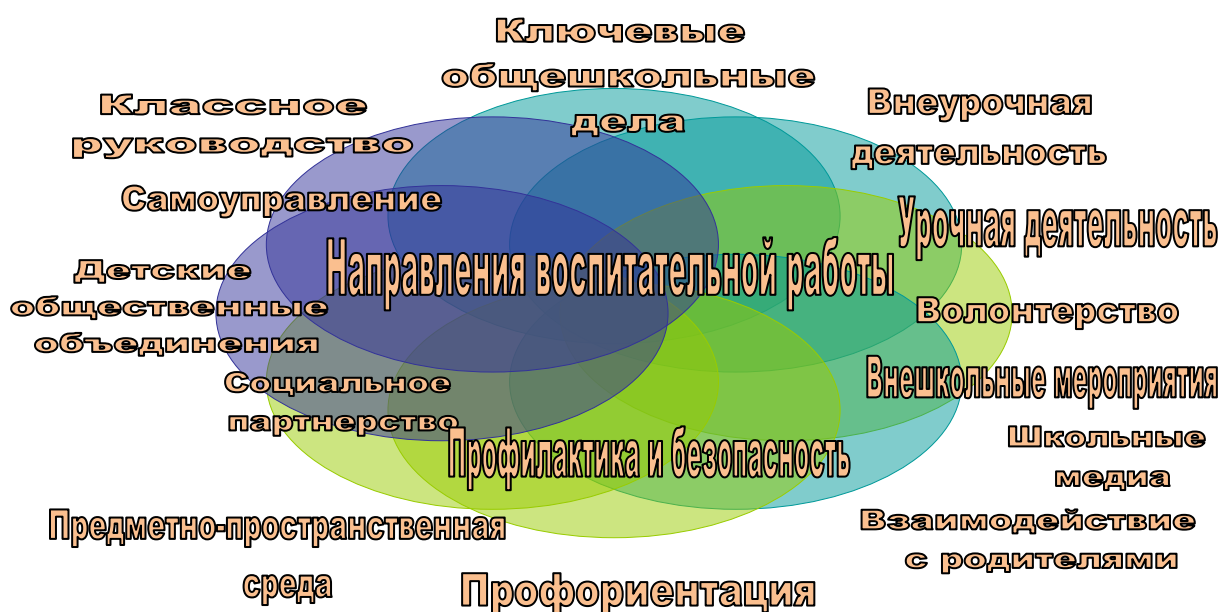 Ключевые
общешкольные
дела
Классное
руководство
Внеурочная
деятельность
Самоуправление
Урочная деятельность
Направления воспитательной работы
Детские
общественные
объединения
Волонтерство
Социальное
партнерство
Внешкольные мероприятия
Школьные
медиа
Профилактика и безопасность
Взаимодействие
с родителями
Предметно-пространственная
среда
Профориентация